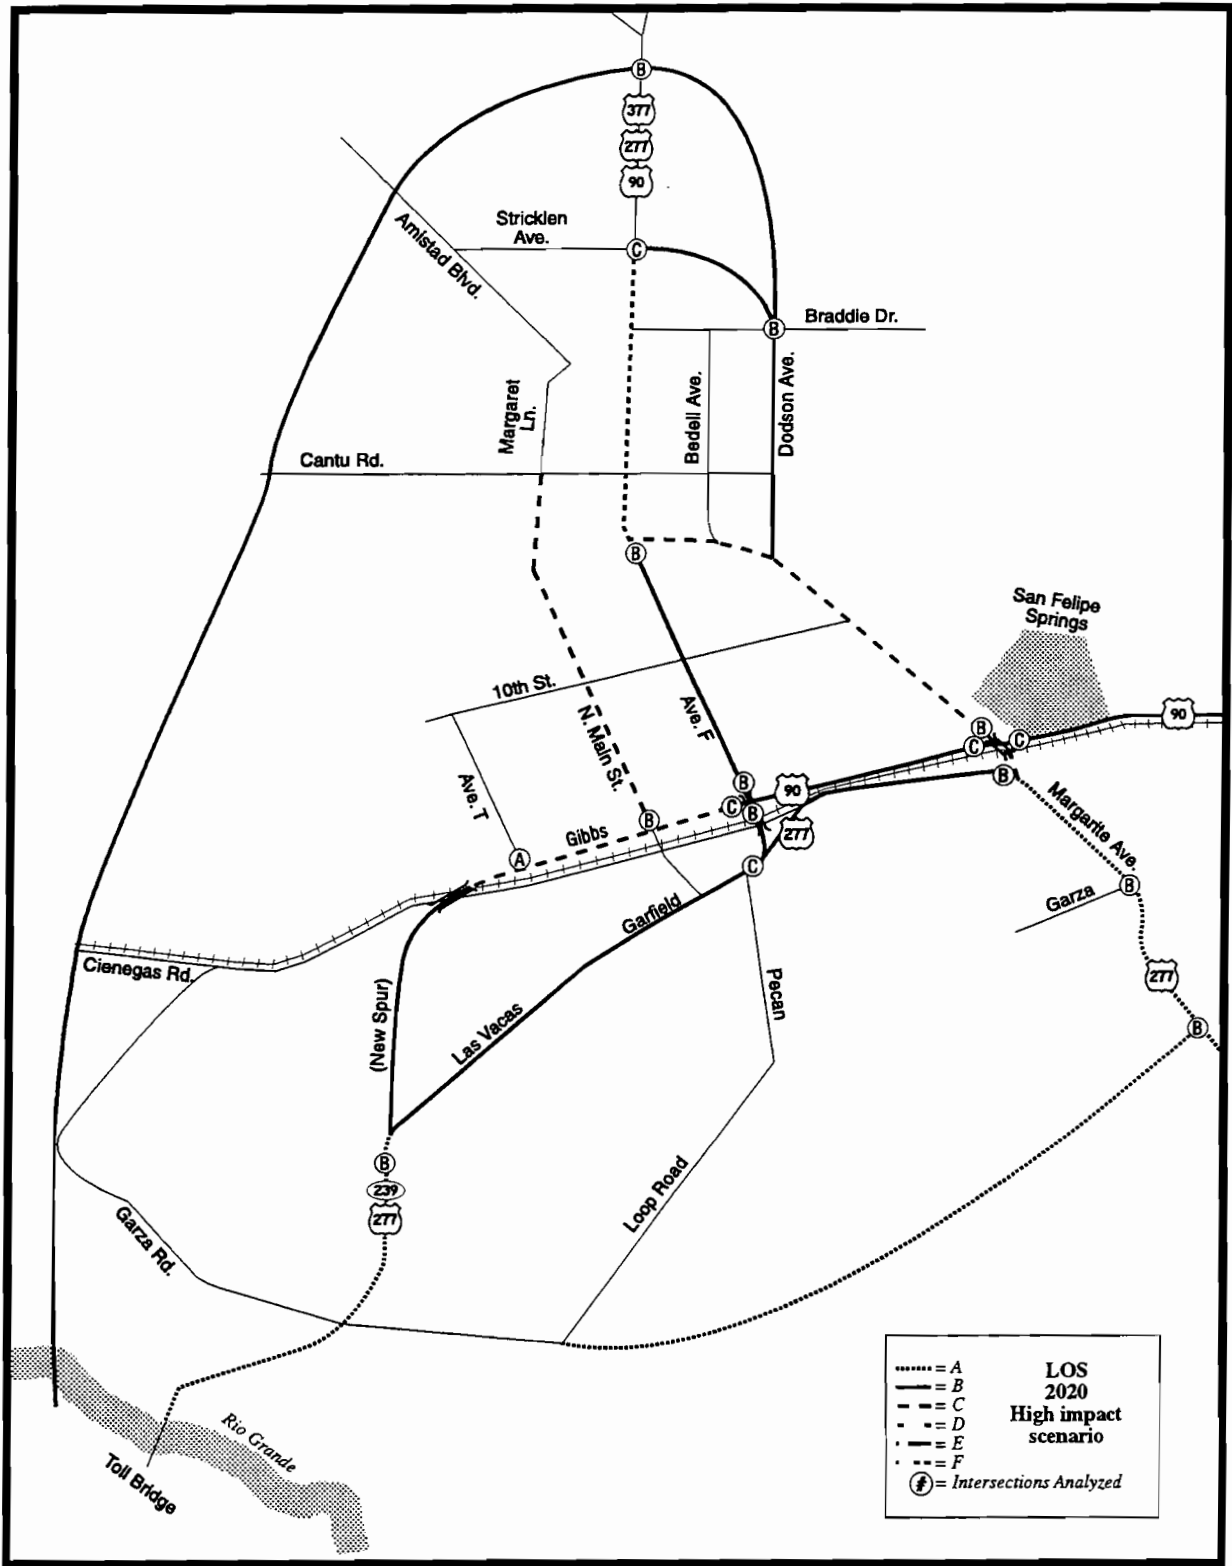 B
377
277
90
Stricklen
Ave.
C
Amistad Blvd.
Braddie Dr.
B
Margaret
Ln.
Bedell Ave.
Dodson Ave.
Cantu Rd.
B
San Felipe
Springs
10th St.
N. Main St.
Ave. F
90
B
C
C
Ave. T
B
90
B
Margarite Ave.
C
B
B
277
Gibbs
A
C
B
Garza
Garfield
Cienegas Rd.
Pecan
277
(New Spur)
Las Vacas
B
B
239
277
Loop Road
Garza Rd.
Rio Grande
Toll Bridge
= A
= B
= C
= D
= E
= F
LOS
2020
High impact
scenario
# = Intersections Analyzed